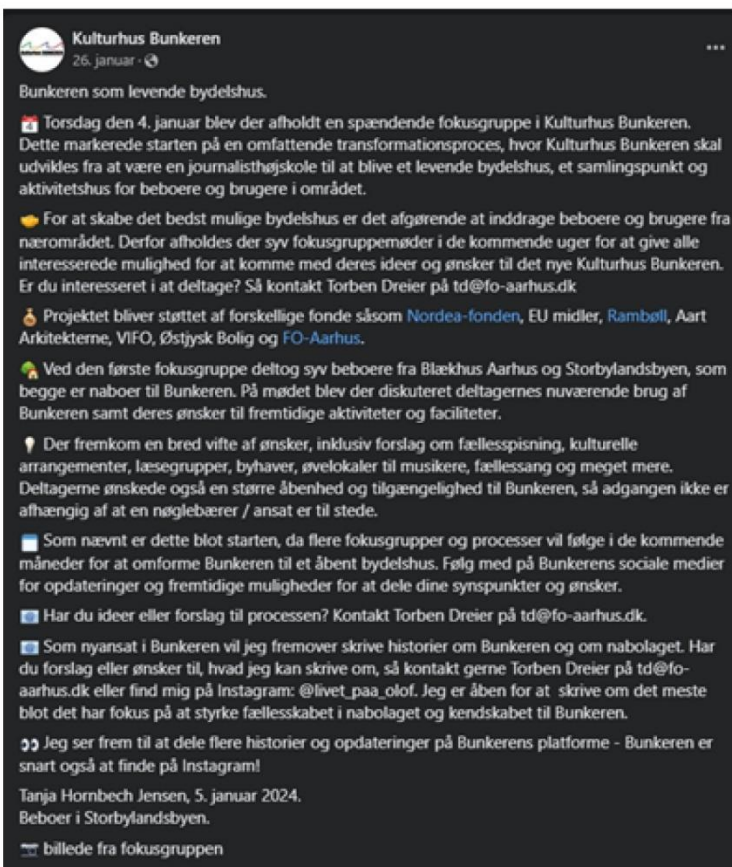 Kulturhus Bunkeren
26. januar ·
Bunkeren som levende bydelshus.
Torsdag den 4. januar blev der afholdt en spændende fokusgruppe i Kulturhus Bunkeren.
Dette markerede starten på en omfattende transformationsproces, hvor Kulturhus Bunkeren skal
udvikles fra at være en journalisthøjskole til at blive et levende bydelshus, et samlingspunkt og
aktivitetshus for beboere og brugere i området.
For at skabe det bedst mulige bydelshus er det afgørende at inddrage beboere og brugere fra
nærområdet. Derfor afholdes der syv fokusgruppemøder i de kommende uger for at give alle
interesserede mulighed for at komme med deres ideer og ønsker til det nye Kulturhus Bunkeren.
Er du interesseret i at deltage? Så kontakt Torben Dreier på td@fo-aarhus.dk
Projektet bliver støttet af forskellige fonde såsom Nordea-fonden, EU midler, Rambøll, Aart
Arkitekterne, VIFO, Østjysk Bolig og FO-Aarhus.
Ved den første fokusgruppe deltog syv beboere fra Blækhus Aarhus og Storbylandsbyen, som
begge er naboer til Bunkeren. På mødet blev der diskuteret deltagernes nuværende brug af
Bunkeren samt deres ønsker til fremtidige aktiviteter og faciliteter.
Der fremkom en bred vifte af ønsker, inklusiv forslag om fællesspisning, kulturelle
arrangementer, læsegrupper, byhaver, øvelokaler til musikere, fællessang og meget mere.
Deltagerne ønskede også en større åbenhed og tilgængelighed til Bunkeren, så adgangen ikke er
afhængig af at en nøglebærer / ansat er til stede.
Som nævnt er dette blot starten, da flere fokusgrupper og processer vil følge i de kommende
måneder for at omforme Bunkeren til et åbent bydelshus. Følg med på Bunkerens sociale medier
for opdateringer og fremtidige muligheder for at dele dine synspunkter og ønsker.
Har du ideer eller forslag til processen? Kontakt Torben Dreier på td@fo-aarhus.dk.
Som nyansat i Bunkeren vil jeg fremover skrive historier om Bunkeren og om nabolaget. Har
du forslag eller ønsker til, hvad jeg kan skrive om, så kontakt gerne Torben Dreier på td@fo-
aarhus.dk eller find mig på Instagram: @livet_paa_olof. Jeg er åben for at skrive om det meste
blot det har fokus på at styrke fællesskabet i nabolaget og kendskabet til Bunkeren.
Jeg ser frem til at dele flere historier og opdateringer på Bunkerens platforme - Bunkeren er
snart også at finde på Instagram!
Tanja Hornbech Jensen, 5. januar 2024.
Beboer i Storbylandsbyen.
billede fra fokusgruppen